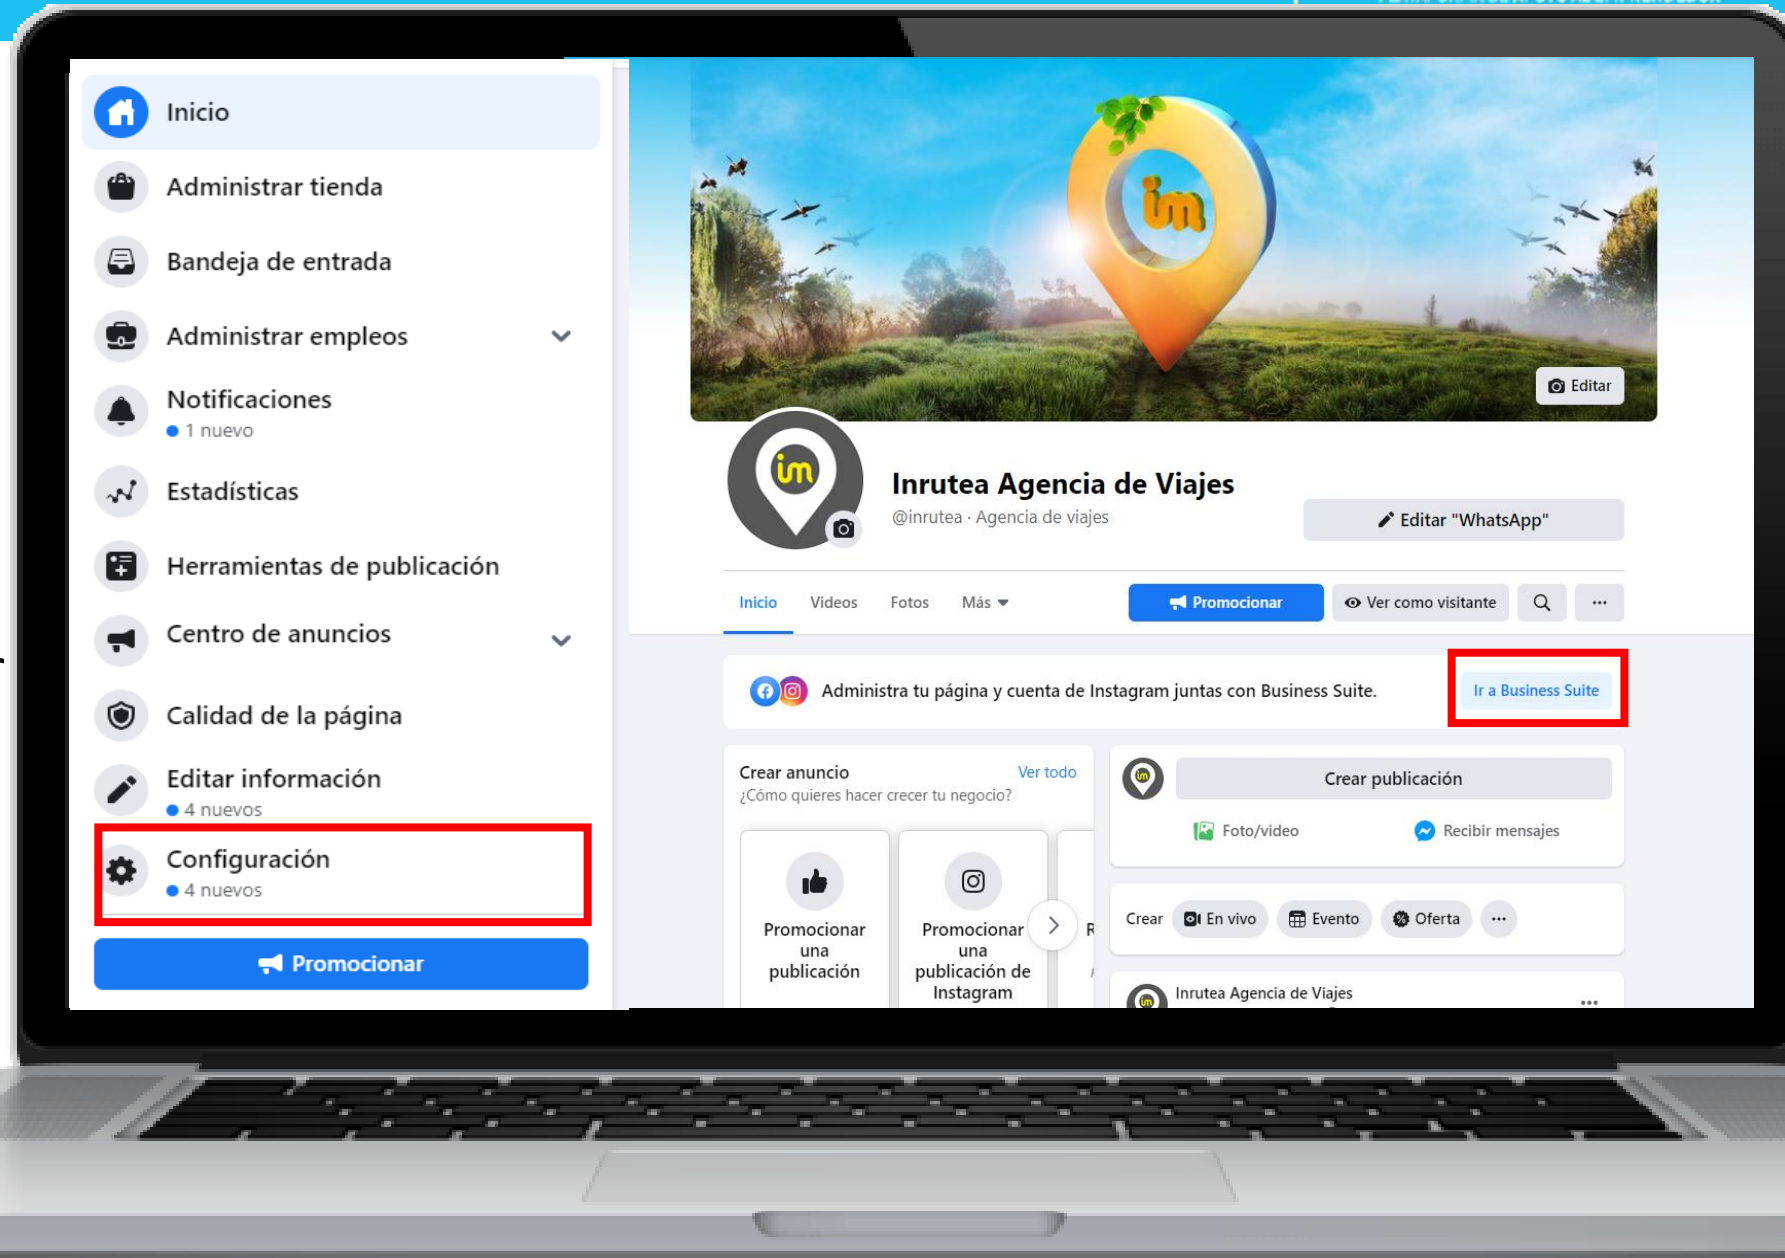 Inicio
Administrar tienda
Bandeja de entrada
Administrar empleos
Notificaciones
1 nuevo
Estadísticas
Herramientas de publicación
Centro de anuncios
Calidad de la página
Editar información
4 nuevos
Configuración
4 nuevos
Promocionar
im
Editar
im
Inrutea Agencia de Viajes
@inrutea · Agencia de viajes
Editar "WhatsApp"
Inicio Videos Fotos Más Promocionar Ver como visitante ...
Administra tu página y cuenta de Instagram juntas con Business Suite. Ir a Business Suite
Crear anuncio Ver todo
¿Cómo quieres hacer crecer tu negocio?
Promocionar
una
publicación
Promocionar
una
publicación de
Instagram
Crear publicación
Foto/video Recibir mensajes
Crear En vivo Evento Oferta ...
Inrutea Agencia de Viajes ...